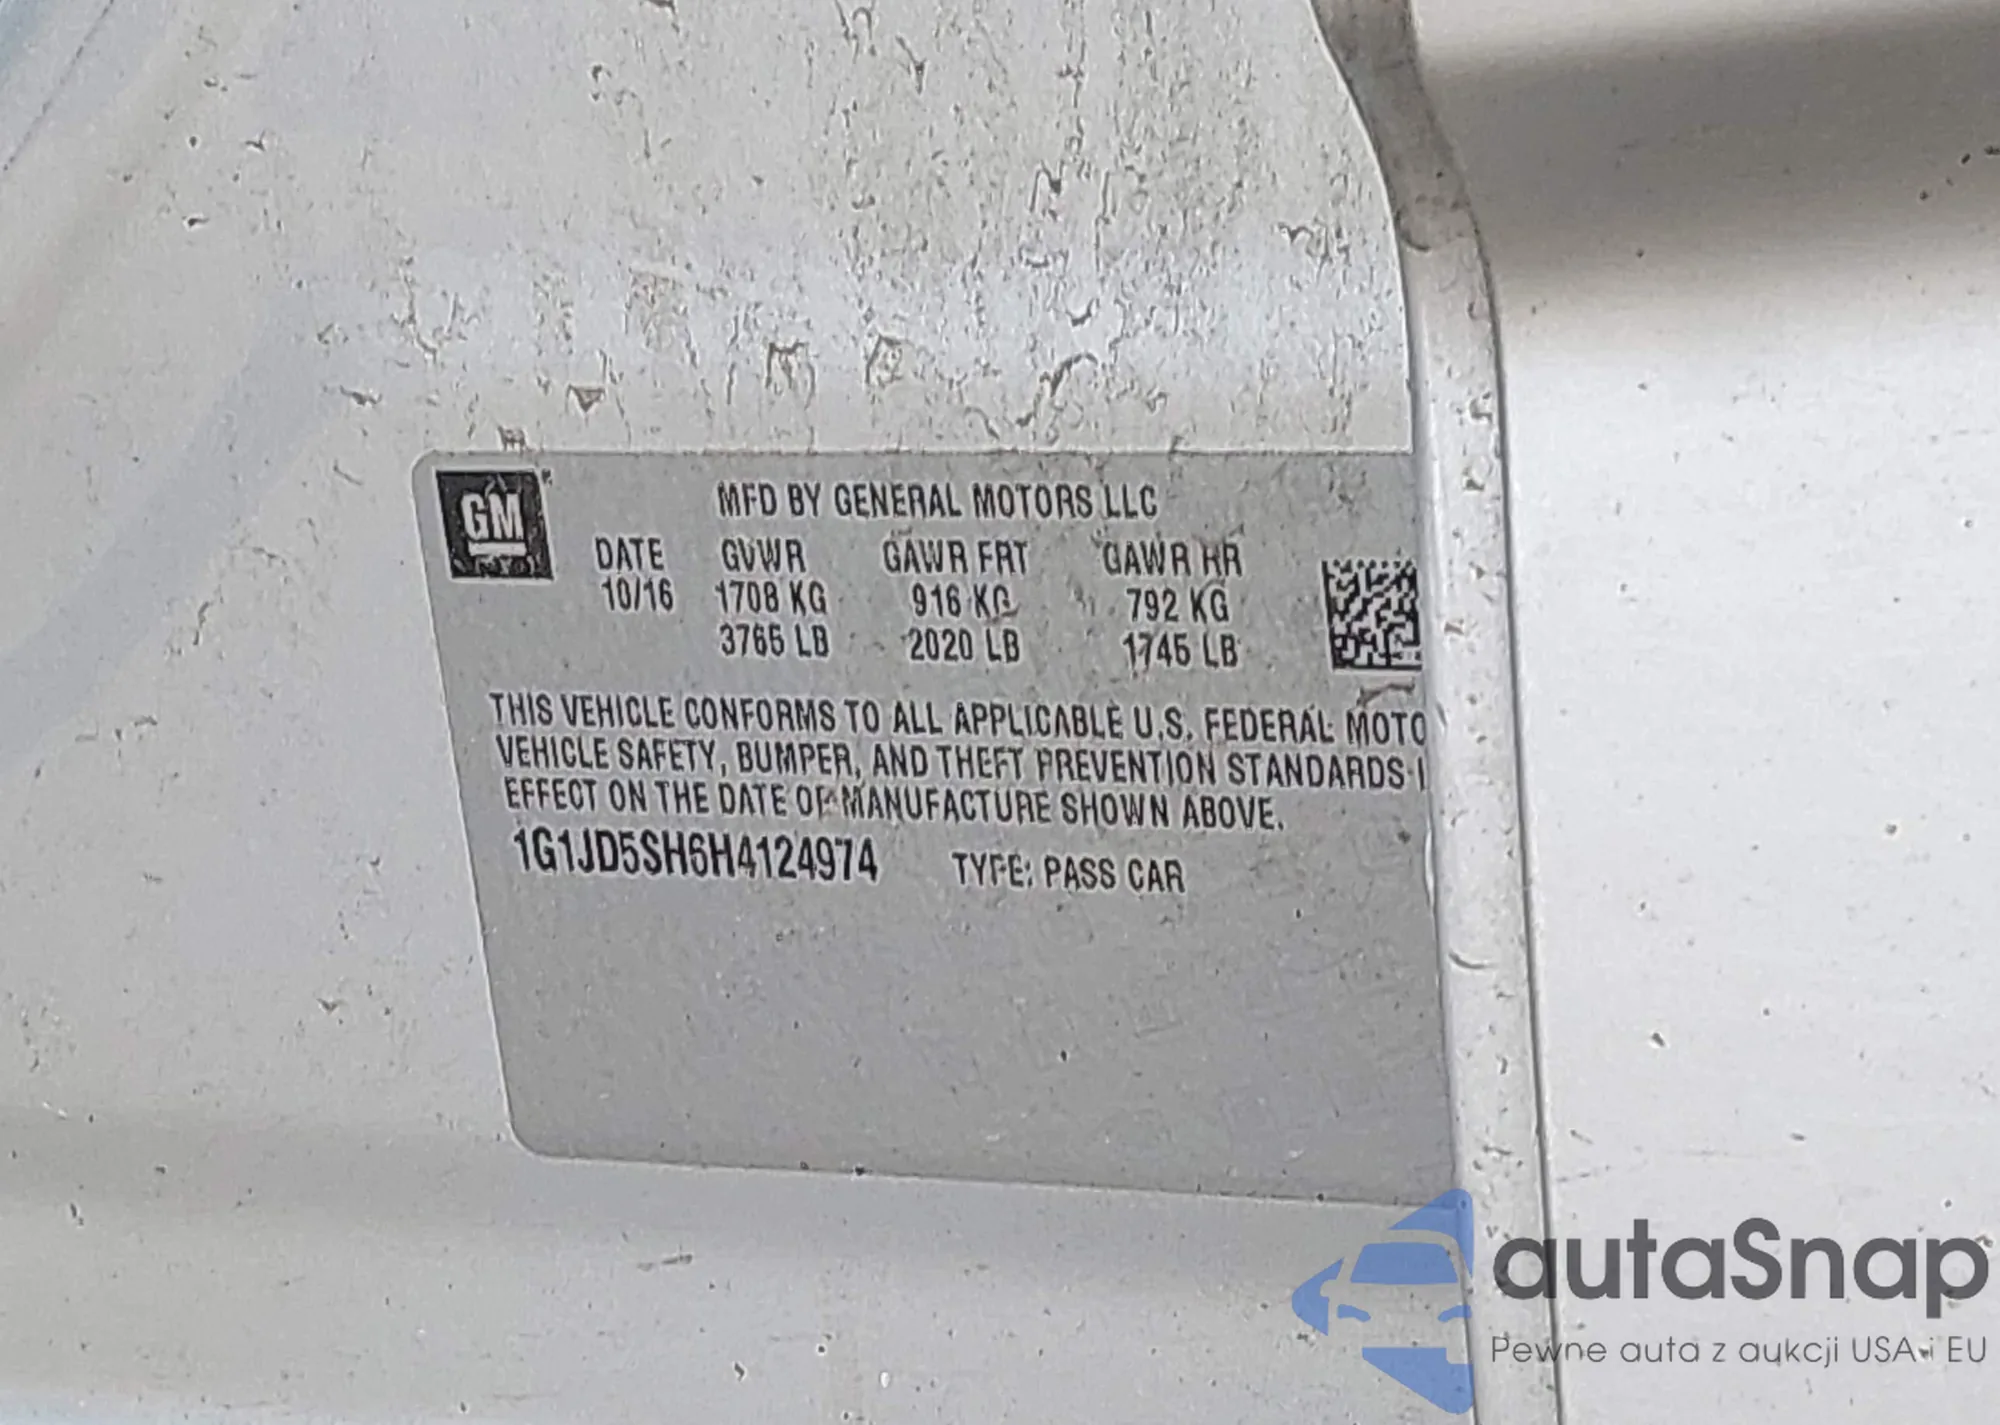 GM
MFD BY GENERAL MOTORS LLC
DATE GVWR GAWR FRT GAWR RR
10/16 1708 KG 916 KG 792 KG
3765 LB 2020 LB 1745 LB
THIS VEHICLE CONFORMS TO ALL APPLICABLE U.S. FEDERAL MOTO
VEHICLE SAFETY, BUMPER, AND THEFT PREVENTION STANDARDS I
EFFECT ON THE DATE OF MANUFACTURE SHOWN ABOVE.
1G1JD5SH6H4124974 TYPE: PASS CAR
autaSnap
Pewne auta z aukcji USA i EU